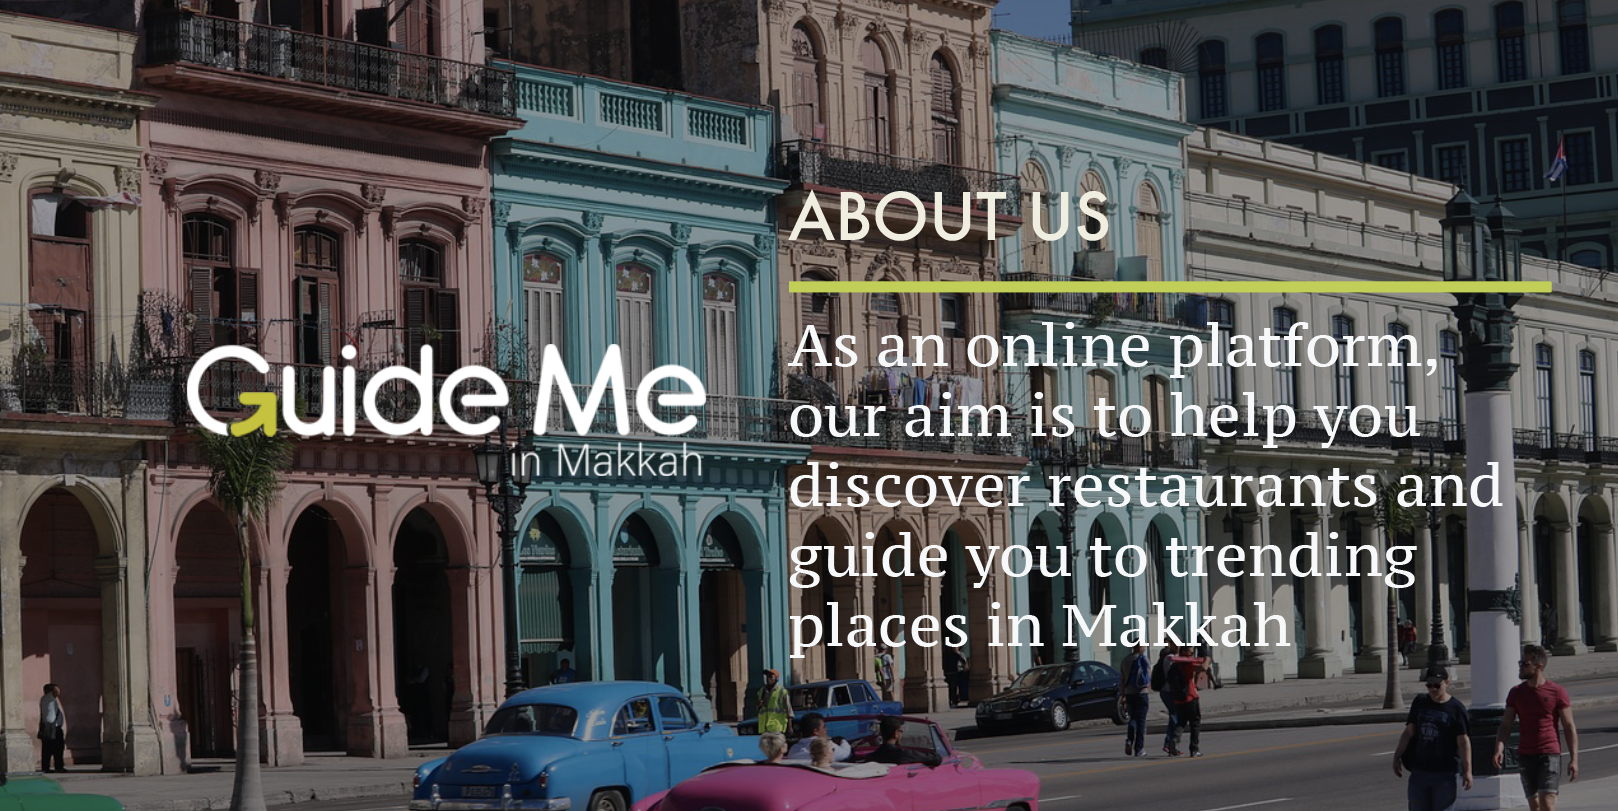 Guide Me
in Makkah
ABOUT US
As an online platform,
our aim is to help you
discover restaurants and
guide you to trending
places in Makkah